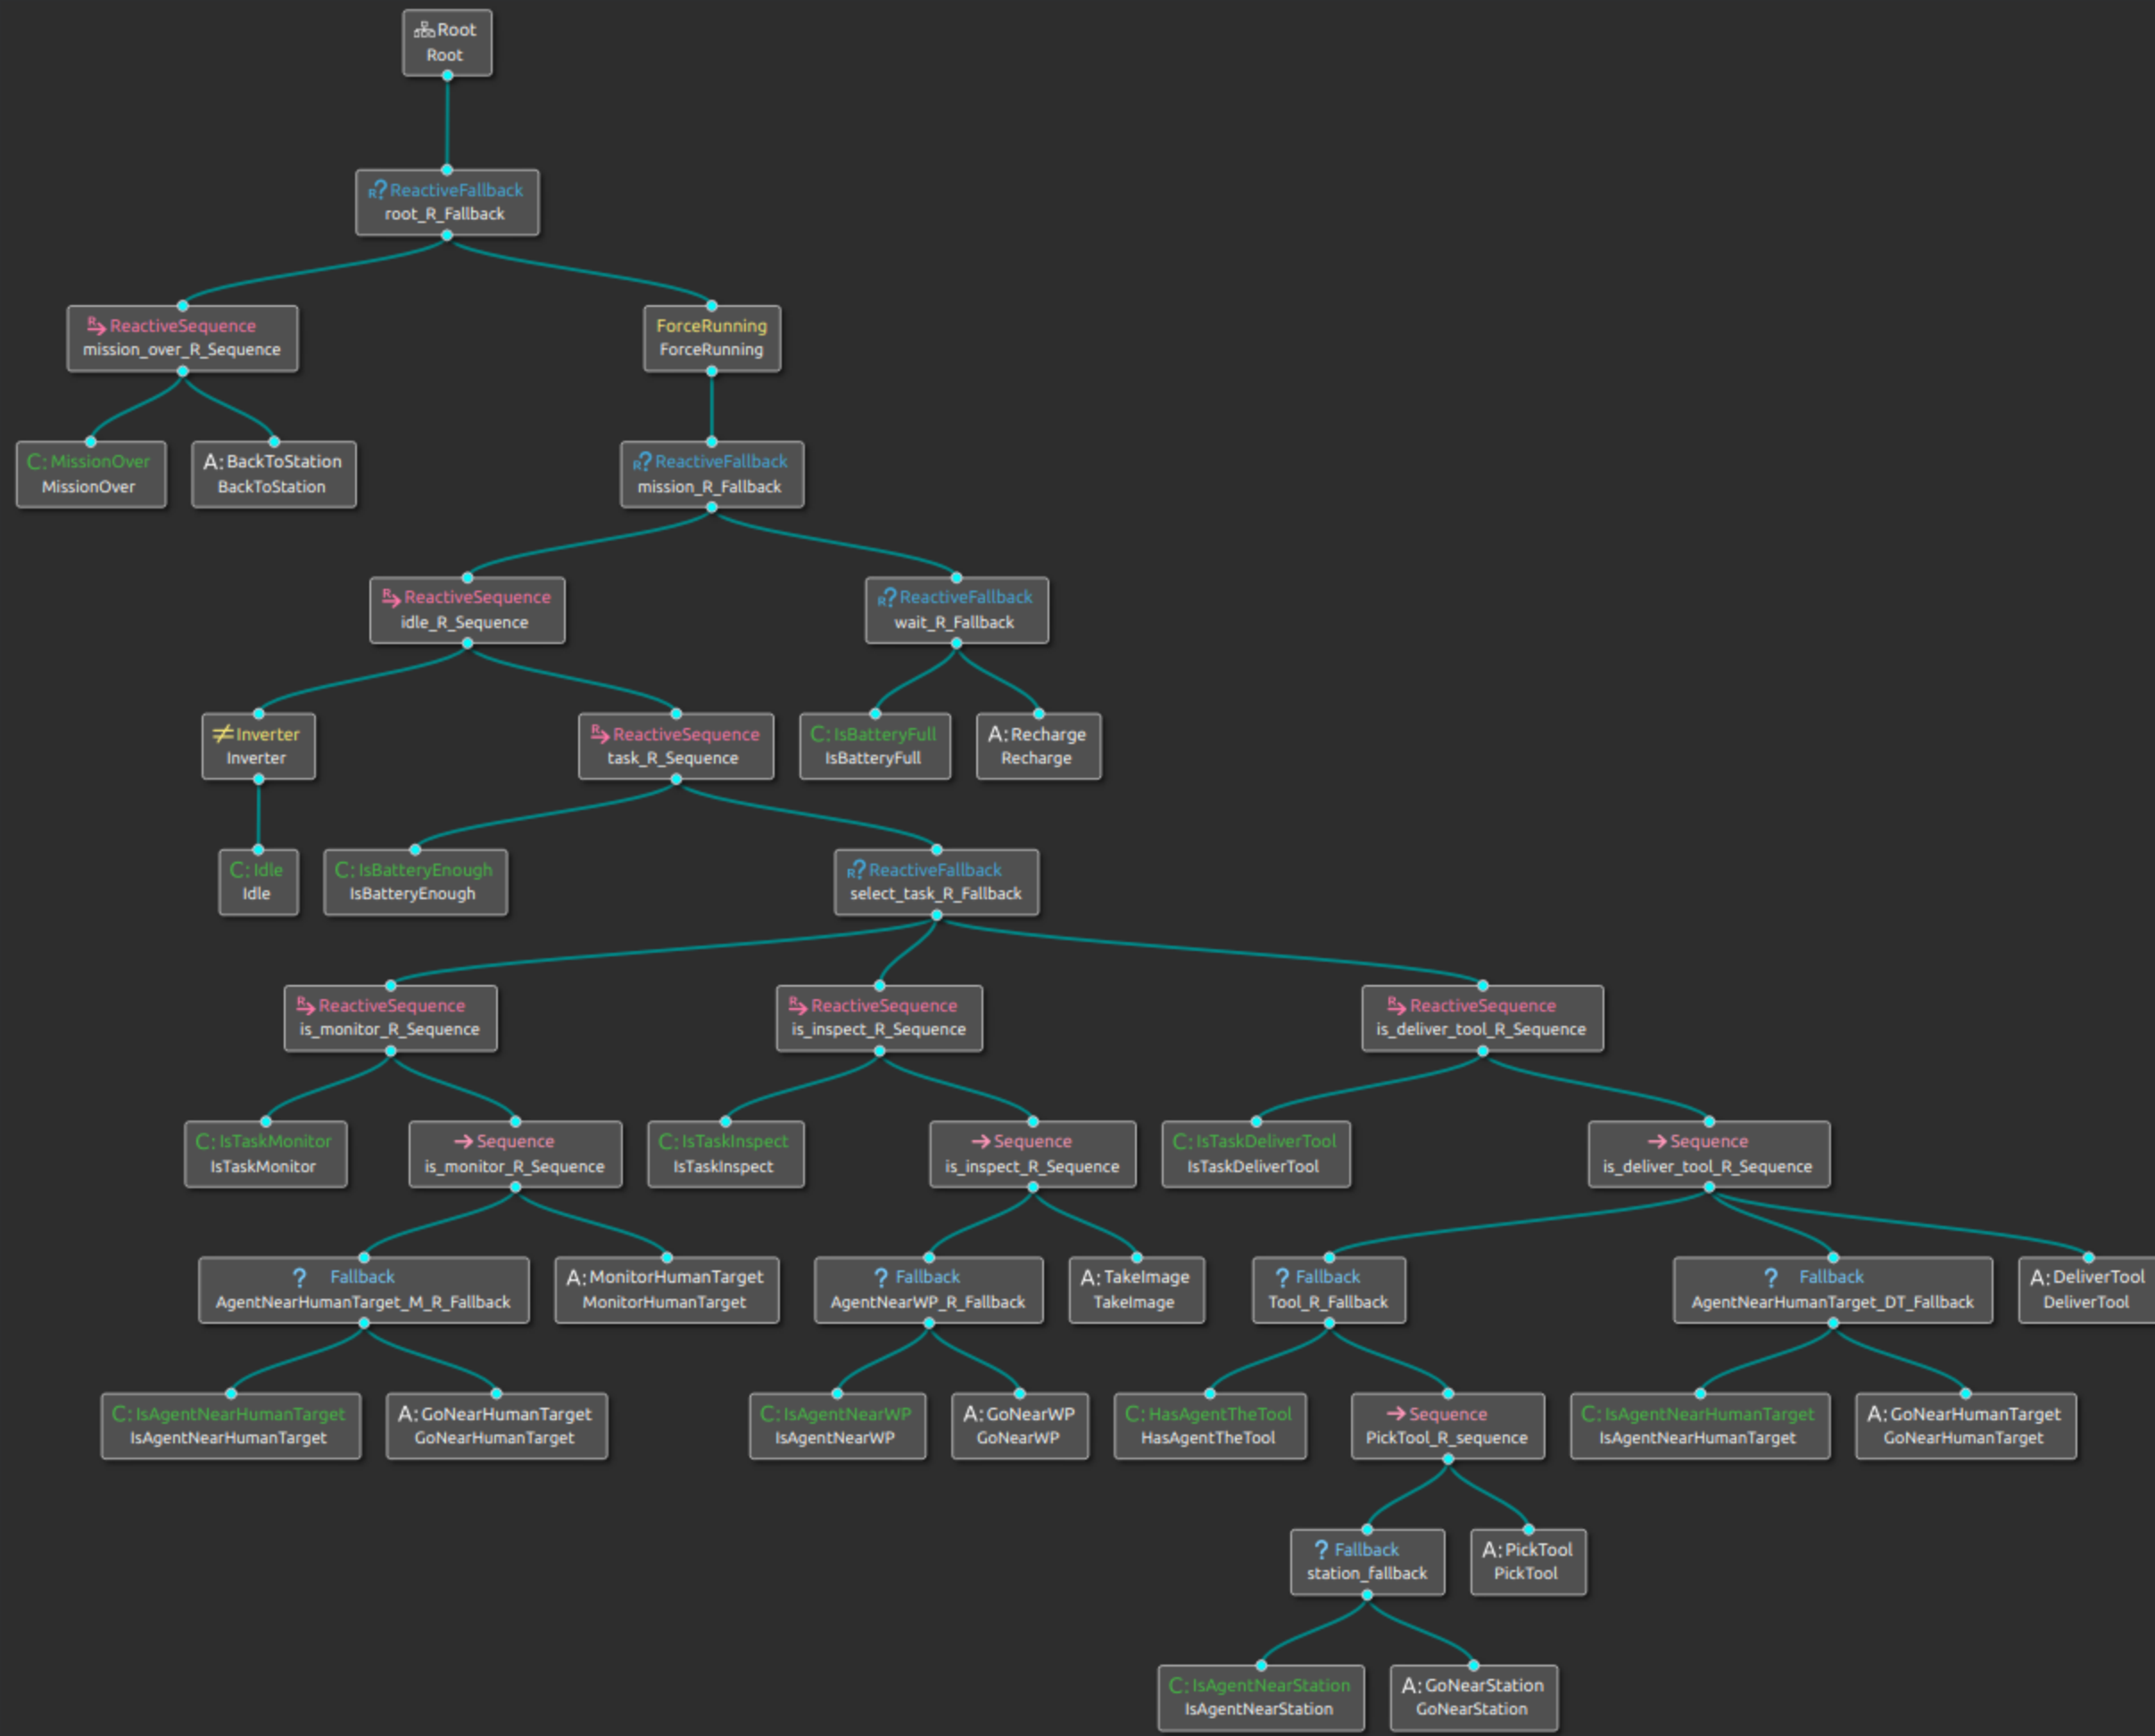 Root
Root
R?ReactiveFallback
root_R_Fallback
R ReactiveSequence
mission_over_R_Sequence
ForceRunning
ForceRunning
C:MissionOver
MissionOver
A:BackToStation
BackToStation
R?ReactiveFallback
mission_R_Fallback
R ReactiveSequence
idle_R_Sequence
R?ReactiveFallback
wait_R_Fallback
≠Inverter
Inverter
R ReactiveSequence
task_R_Sequence
C:IsBatteryFull
IsBatteryFull
A:Recharge
Recharge
C:Idle
Idle
C:IsBatteryEnough
IsBatteryEnough
R?ReactiveFallback
select_task_R_Fallback
R ReactiveSequence
is_monitor_R_Sequence
R ReactiveSequence
is_inspect_R_Sequence
R ReactiveSequence
is_deliver_tool_R_Sequence
C:IsTaskMonitor
IsTaskMonitor
→Sequence
is_monitor_R_Sequence
C:IsTaskInspect
IsTaskInspect
→Sequence
is_inspect_R_Sequence
C:IsTaskDeliverTool
IsTaskDeliverTool
→Sequence
is_deliver_tool_R_Sequence
? Fallback
AgentNearHumanTarget_M_R_Fallback
A:MonitorHumanTarget
MonitorHumanTarget
? Fallback
AgentNearWP_R_Fallback
A:TakeImage
TakeImage
? Fallback
Tool_R_Fallback
? Fallback
AgentNearHumanTarget_DT_Fallback
A:DeliverTool
DeliverTool
C:IsAgentNearHumanTarget
IsAgentNearHumanTarget
A:GoNearHumanTarget
GoNearHumanTarget
C:IsAgentNearWP
IsAgentNearWP
A:GoNearWP
GoNearWP
C:HasAgentTheTool
HasAgentTheTool
→Sequence
PickTool_R_sequence
C:IsAgentNearHumanTarget
IsAgentNearHumanTarget
A:GoNearHumanTarget
GoNearHumanTarget
? Fallback
station_fallback
A:PickTool
PickTool
C:IsAgentNearStation
IsAgentNearStation
A:GoNearStation
GoNearStation